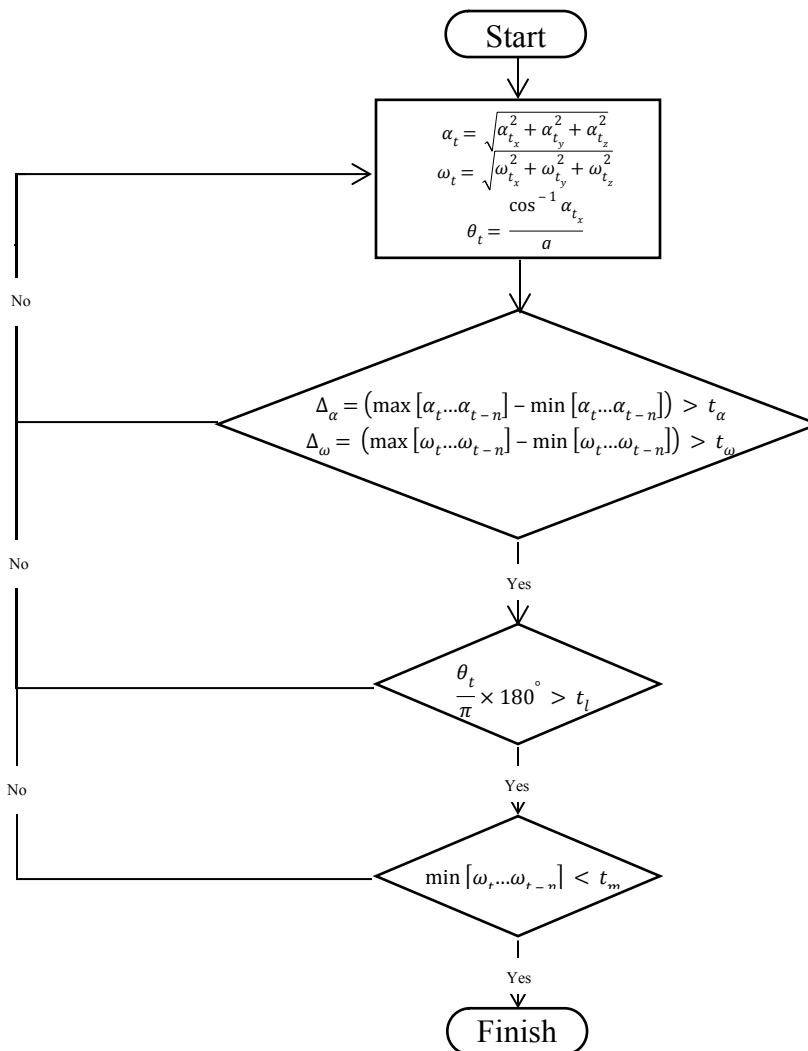 Start
α_t = √(α_{t_x}^2 + α_{t_y}^2 + α_{t_z}^2)
ω_t = √(ω_{t_x}^2 + ω_{t_y}^2 + ω_{t_z}^2)
θ_t = cos^{-1} α_{t_x} / g
No
Δ_α = (max [α_t...α_{t-n}] − min [α_t...α_{t-n}]) > t_α
Δ_ω = (max [ω_t...ω_{t-n}] − min [ω_t...ω_{t-n}]) > t_ω
No
Yes
θ_t / π × 180° > t_l
No
Yes
min [ω_t...ω_{t-n}] < t_m
Yes
Finish